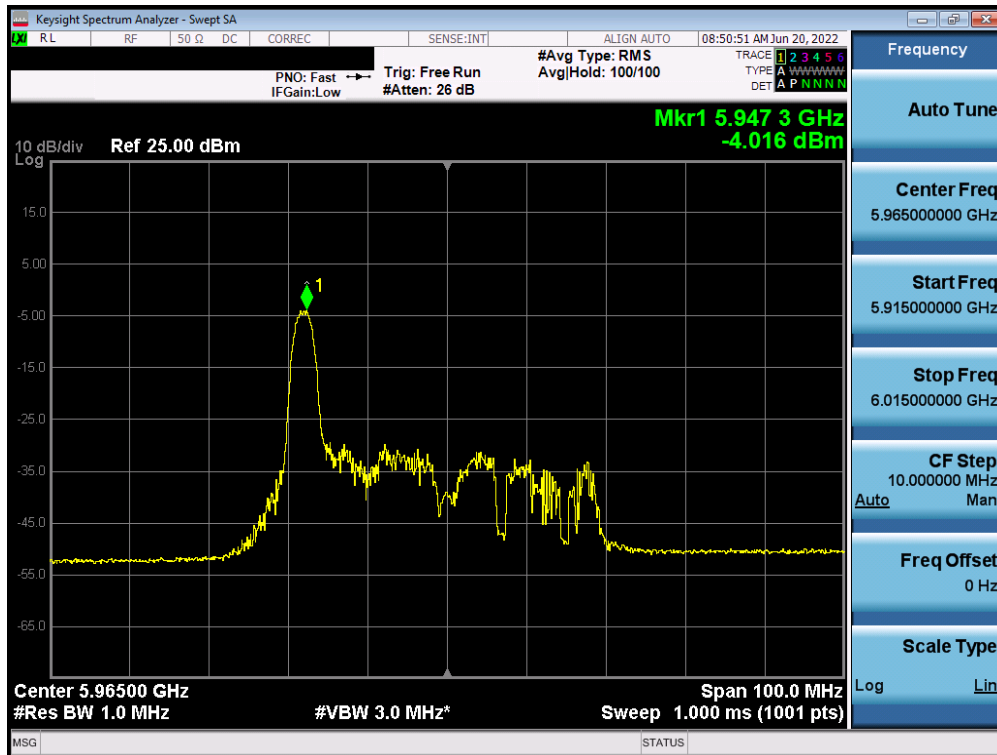 Keysight Spectrum Analyzer - Swept SA
LXI RL RF 50 Ω DC CORREC SENSE:INT ALIGN AUTO 08:50:51 AM Jun 20, 2022
PNO: Fast
IFGain:Low
Trig: Free Run
#Atten: 26 dB
#Avg Type: RMS
Avg|Hold: 100/100
TRACE 1 2 3 4 5 6
TYPE A WWWWW
DET A P N N N N
Mkr1 5.947 3 GHz
-4.016 dBm
10 dB/div
Log
Ref 25.00 dBm
15.0
5.00
-5.00
-15.0
-25.0
-35.0
-45.0
-55.0
-65.0
1
Center 5.96500 GHz
Span 100.0 MHz
#Res BW 1.0 MHz
#VBW 3.0 MHz*
Sweep 1.000 ms (1001 pts)
MSG
STATUS
Frequency
Auto Tune
Center Freq
5.965000000 GHz
Start Freq
5.915000000 GHz
Stop Freq
6.015000000 GHz
CF Step
10.000000 MHz
Auto Man
Freq Offset
0 Hz
Scale Type
Log Lin